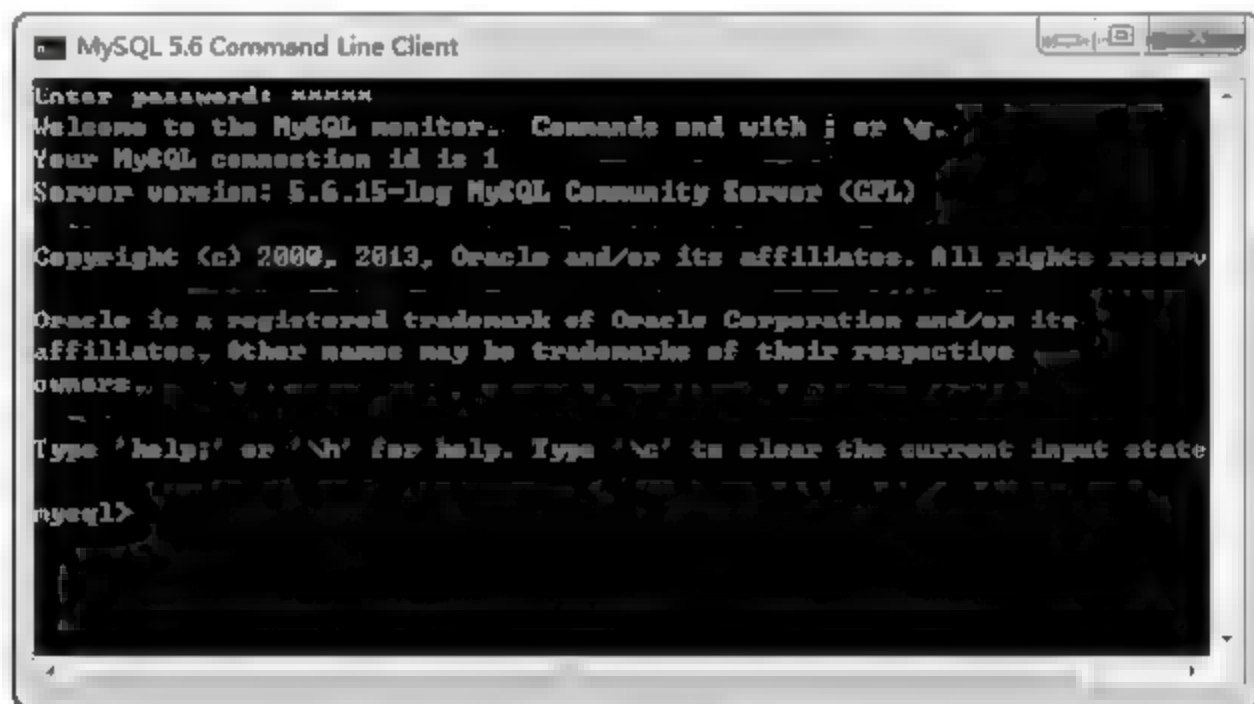 MySQL 5.6 Command Line Client
Enter password: *****
Welcome to the MySQL monitor.  Commands end with ; or \g.
Your MySQL connection id is 1
Server version: 5.6.15-log MySQL Community Server (GPL)
Copyright (c) 2000, 2013, Oracle and/or its affiliates. All rights reserv
Oracle is a registered trademark of Oracle Corporation and/or its
affiliates. Other names may be trademarks of their respective
owners.
Type 'help;' or '\h' for help. Type '\c' to clear the current input state
mysql>